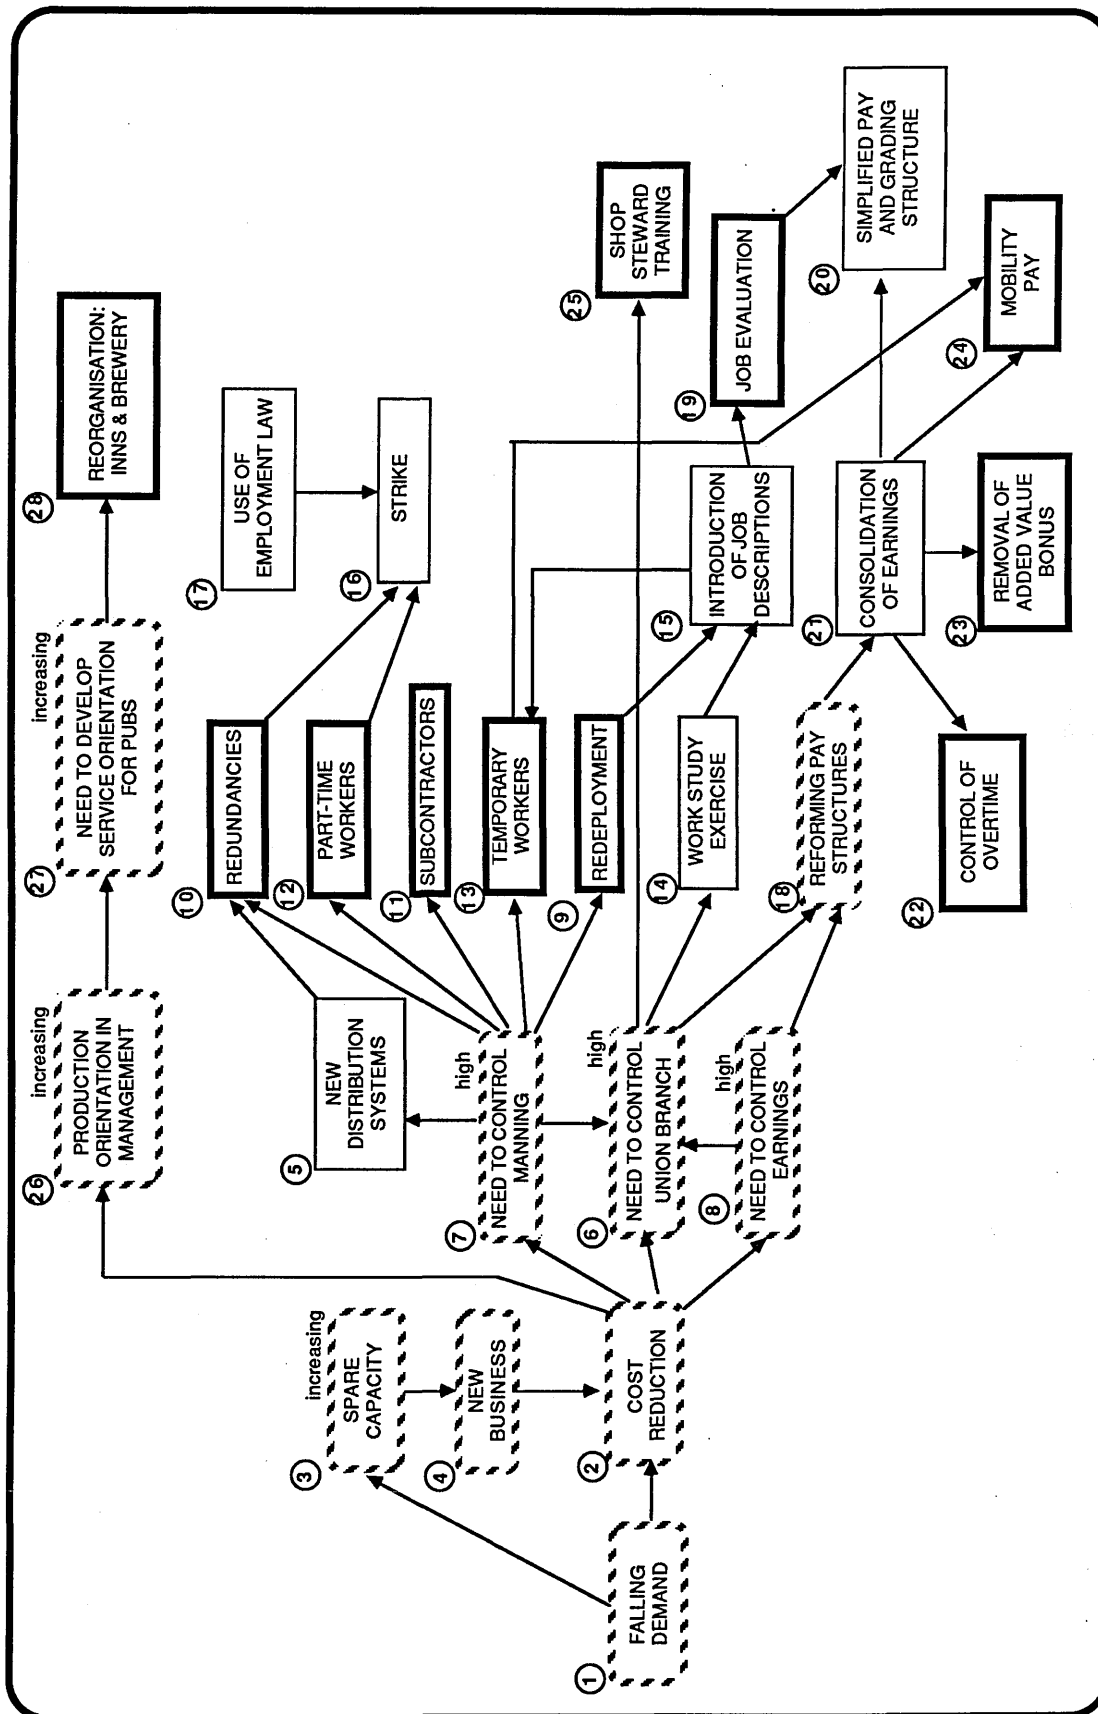 1
FALLING
DEMAND
2
COST
REDUCTION
3
increasing
SPARE
CAPACITY
4
NEW
BUSINESS
26
increasing
PRODUCTION
ORIENTATION IN
MANAGEMENT
5
NEW
DISTRIBUTION
SYSTEMS
7
high
NEED TO CONTROL
MANNING
6
high
NEED TO CONTROL
UNION BRANCH
8
high
NEED TO CONTROL
EARNINGS
27
increasing
NEED TO DEVELOP
SERVICE ORIENTATION
FOR PUBS
10
REDUNDANCIES
12
PART-TIME
WORKERS
11
SUBCONTRACTORS
13
TEMPORARY
WORKERS
9
REDEPLOYMENT
14
WORK STUDY
EXERCISE
18
REFORMING PAY
STRUCTURES
22
CONTROL OF
OVERTIME
28
REORGANISATION:
INNS & BREWERY
17
USE OF
EMPLOYMENT LAW
16
STRIKE
15
INTRODUCTION
OF JOB
DESCRIPTIONS
21
CONSOLIDATION
OF EARNINGS
23
REMOVAL OF
ADDED VALUE
BONUS
25
SHOP
STEWARD
TRAINING
19
JOB EVALUATION
20
SIMPLIFIED PAY
AND GRADING
STRUCTURE
24
MOBILITY
PAY